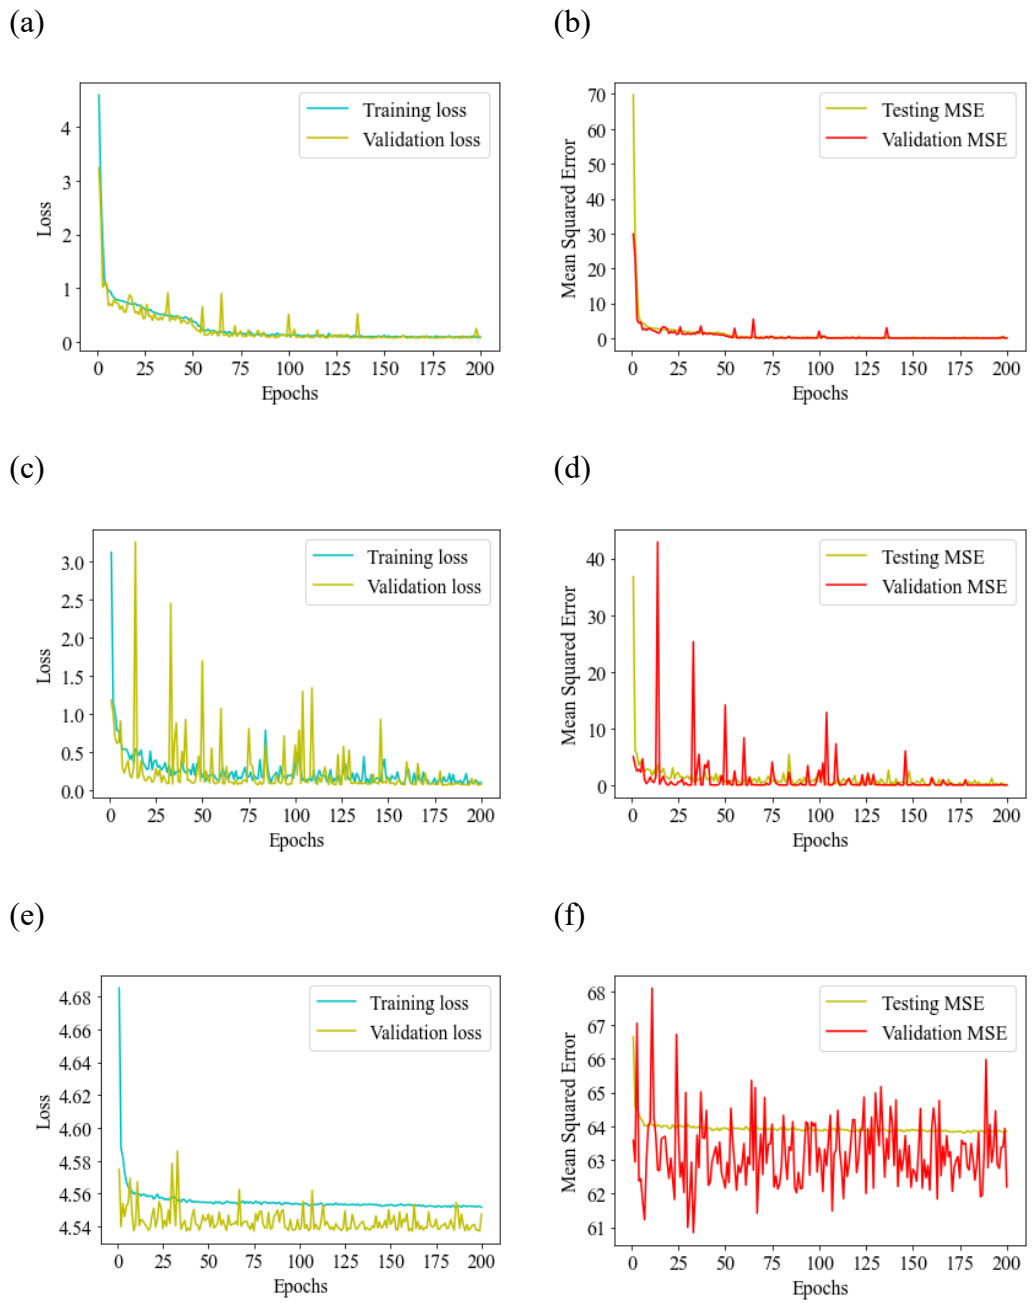 (a)
(b)
Training loss
Validation loss
4
3
2
1
0
Loss
0 25 50 75 100 125 150 175 200
Epochs
Testing MSE
Validation MSE
70
60
50
40
30
20
10
0
Mean Squared Error
0 25 50 75 100 125 150 175 200
Epochs
(c)
(d)
Training loss
Validation loss
3.0
2.5
2.0
1.5
1.0
0.5
0.0
Loss
0 25 50 75 100 125 150 175 200
Epochs
Testing MSE
Validation MSE
40
30
20
10
0
Mean Squared Error
0 25 50 75 100 125 150 175 200
Epochs
(e)
(f)
Training loss
Validation loss
4.68
4.66
4.64
4.62
4.60
4.58
4.56
4.54
Loss
0 25 50 75 100 125 150 175 200
Epochs
Testing MSE
Validation MSE
68
67
66
65
64
63
62
61
Mean Squared Error
0 25 50 75 100 125 150 175 200
Epochs